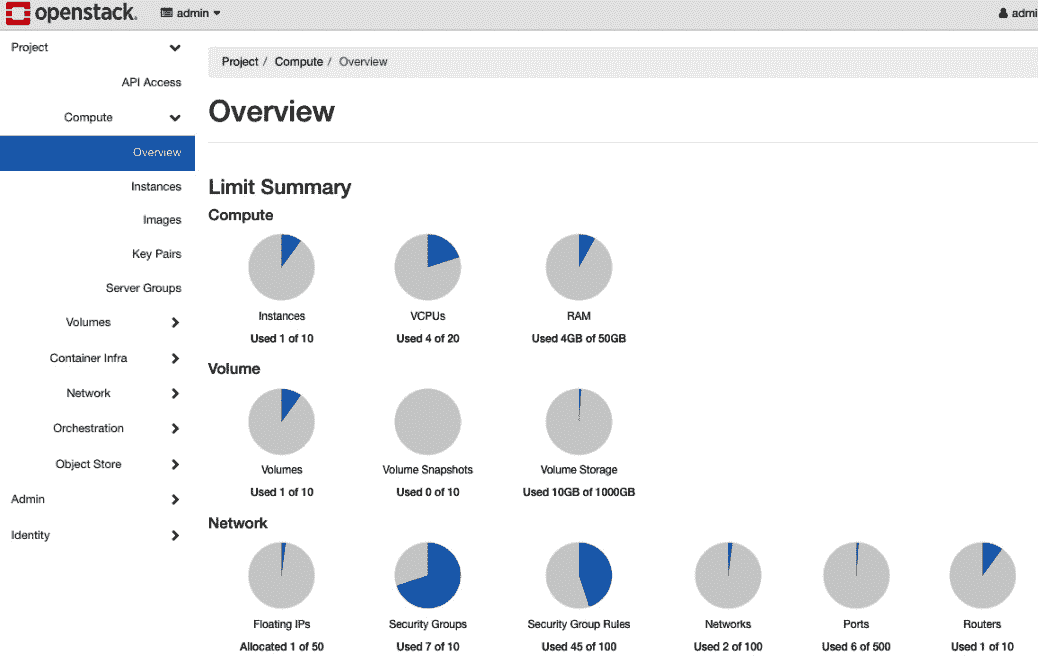 openstack. admin admi
Project
API Access
Compute
Overview
Instances
Images
Key Pairs
Server Groups
Volumes
Container Infra
Network
Orchestration
Object Store
Admin
Identity
Project / Compute / Overview
Overview
Limit Summary
Compute
Instances VCPUs RAM
Used 1 of 10 Used 4 of 20 Used 4GB of 50GB
Volume
Volumes Volume Snapshots Volume Storage
Used 1 of 10 Used 0 of 10 Used 10GB of 1000GB
Network
Floating IPs Security Groups Security Group Rules Networks Ports Routers
Allocated 1 of 50 Used 7 of 10 Used 45 of 100 Used 2 of 100 Used 6 of 500 Used 1 of 10